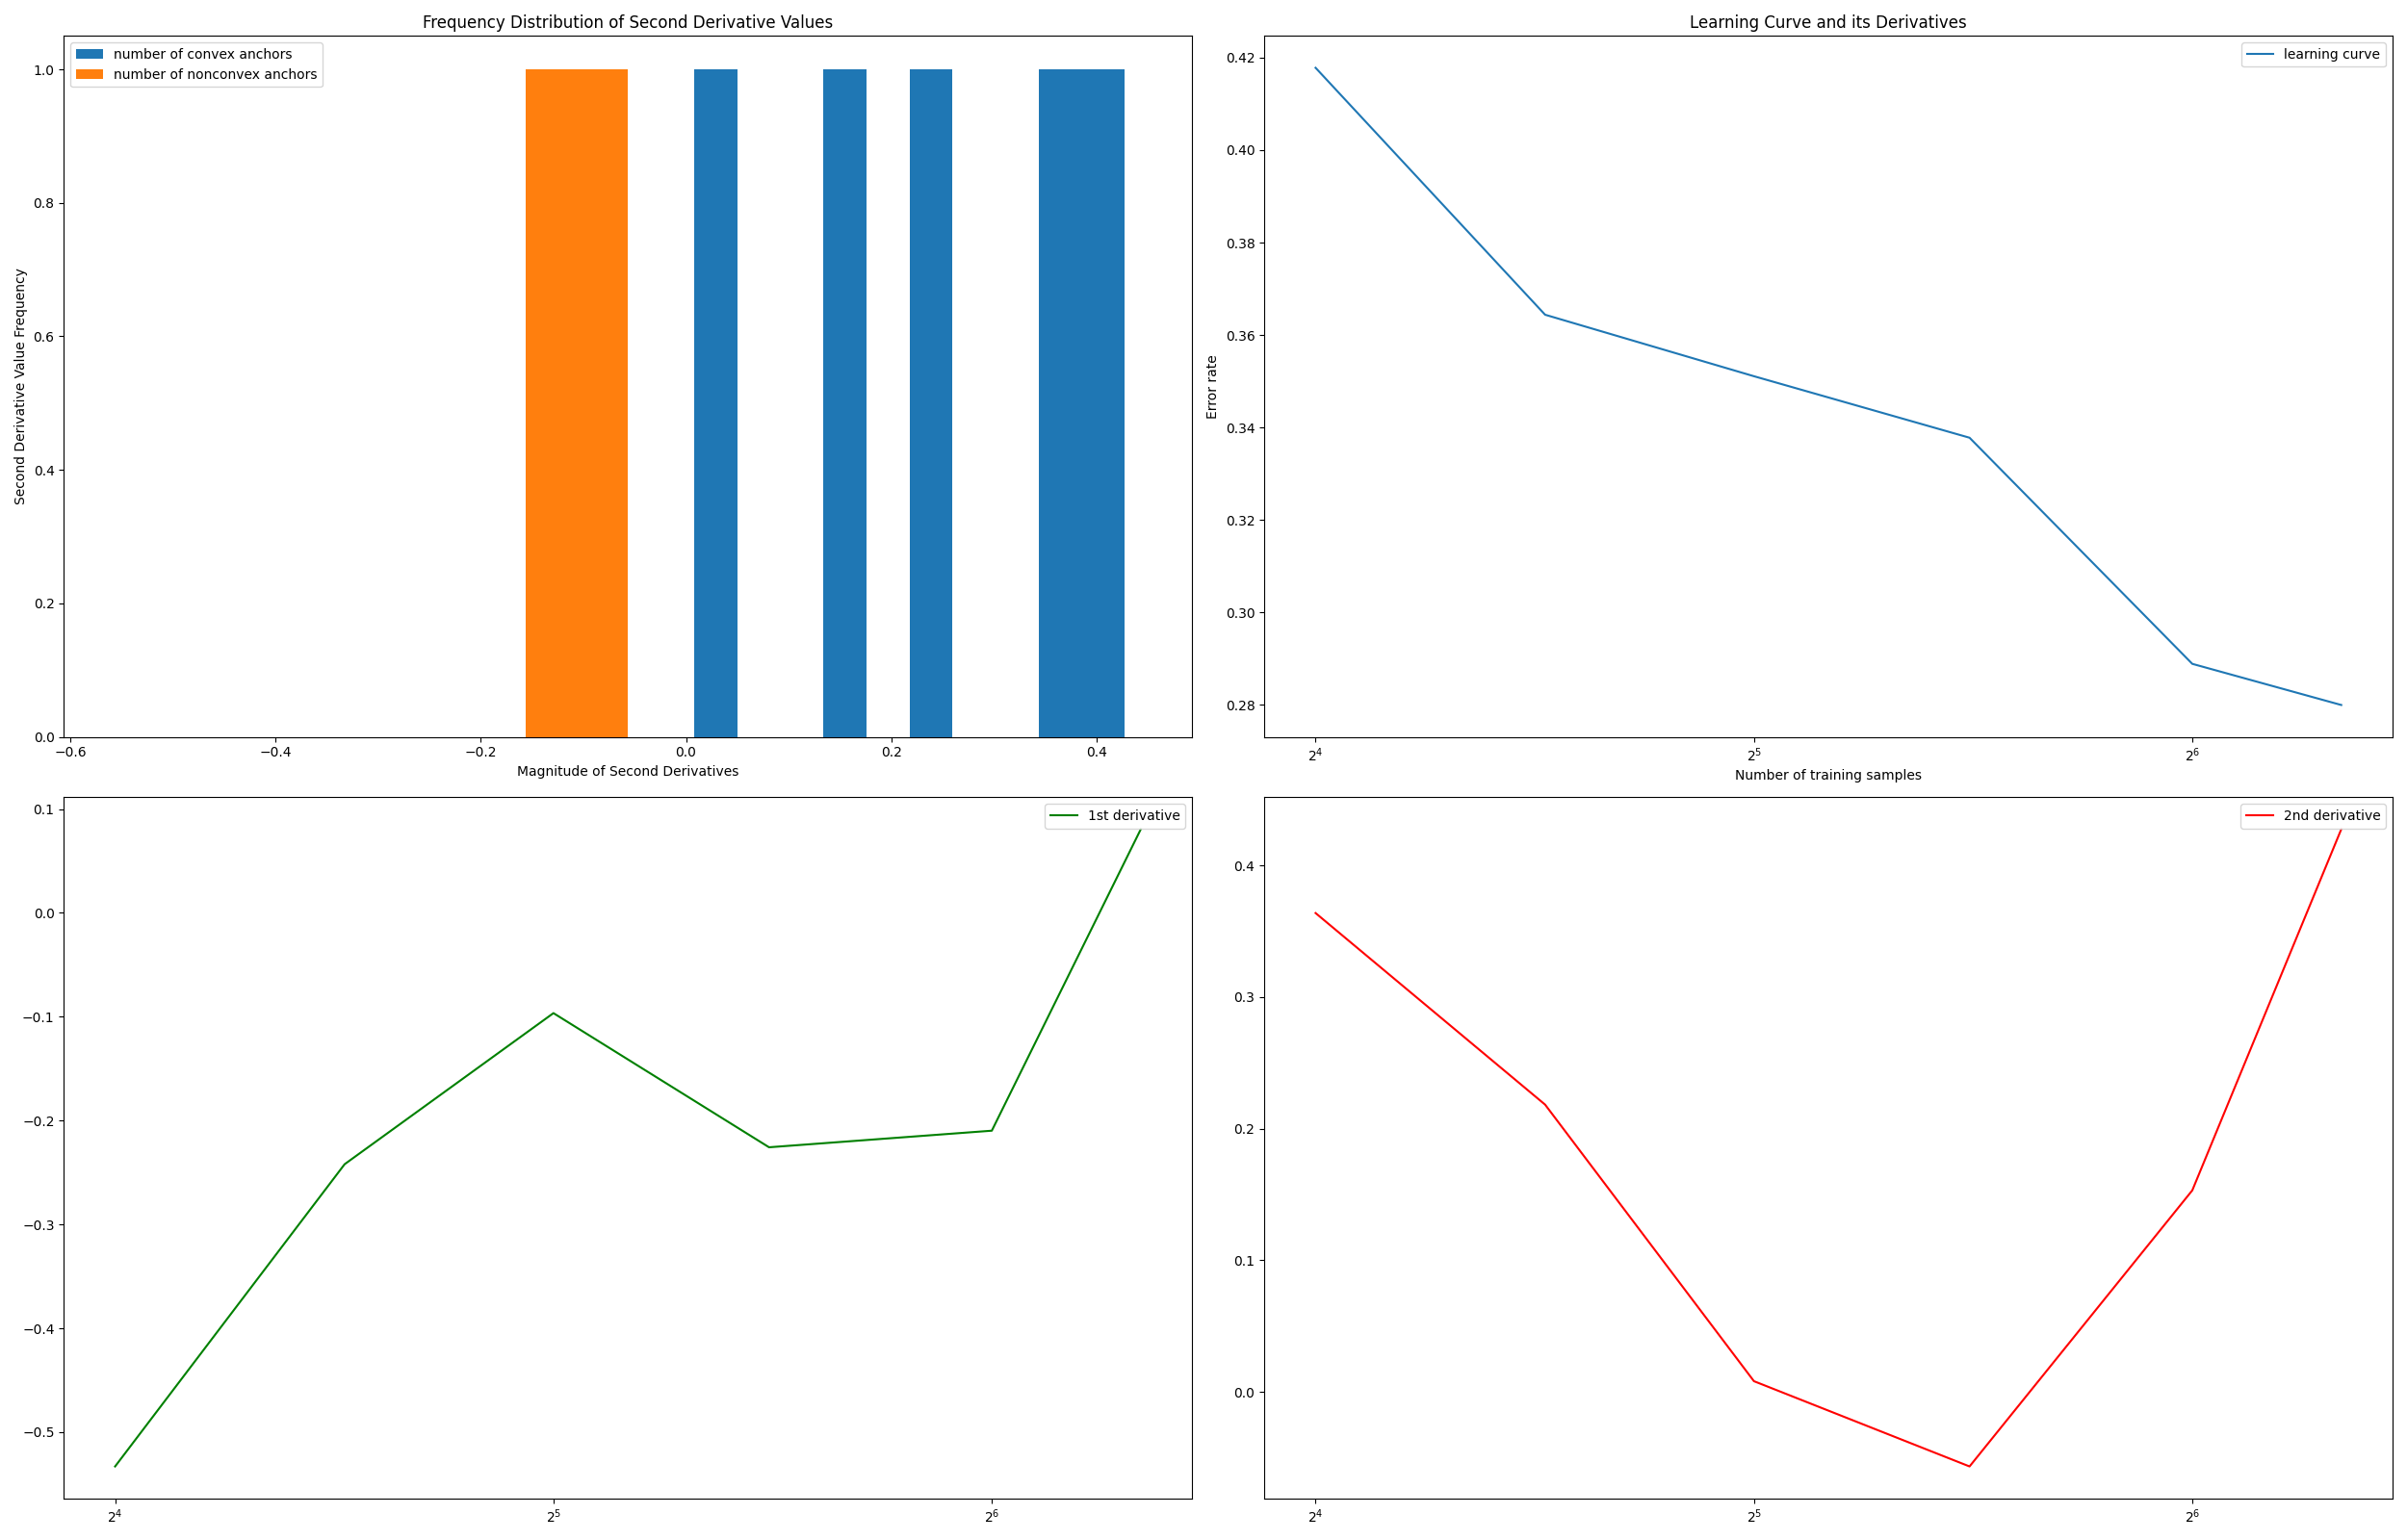 Frequency Distribution of Second Derivative Values
number of convex anchors
number of nonconvex anchors
1.0
0.8
0.6
0.4
0.2
0.0
Second Derivative Value Frequency
−0.6 −0.4 −0.2 0.0 0.2 0.4
Magnitude of Second Derivatives
Learning Curve and its Derivatives
learning curve
0.42
0.40
0.38
0.36
0.34
0.32
0.30
0.28
Error rate
2⁴ 2⁵ 2⁶
Number of training samples
1st derivative
0.1
0.0
−0.1
−0.2
−0.3
−0.4
−0.5
2⁴ 2⁵ 2⁶
2nd derivative
0.4
0.3
0.2
0.1
0.0
2⁴ 2⁵ 2⁶